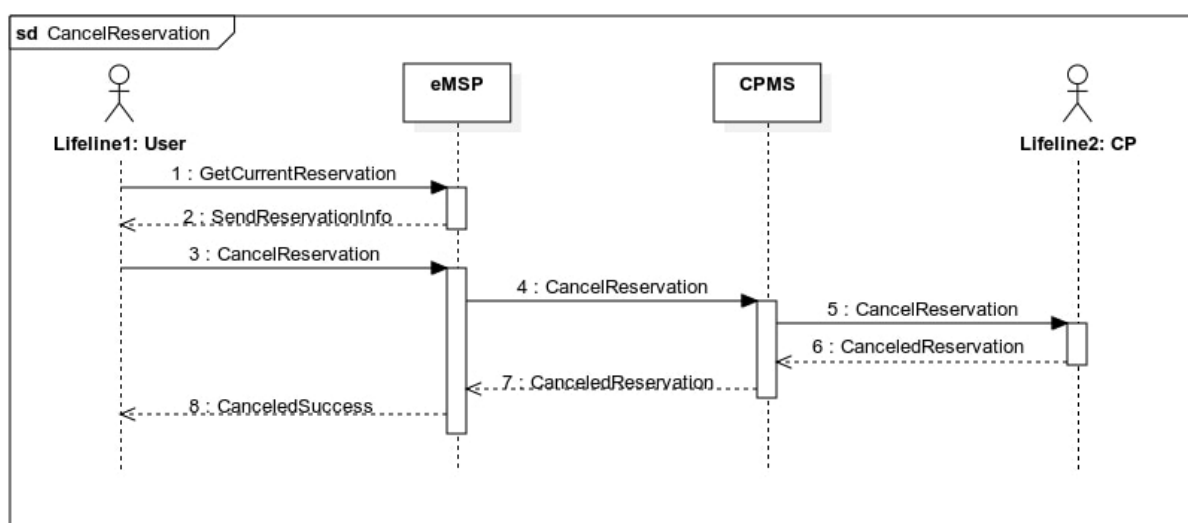 sd CancelReservation
eMSP
CPMS
Lifeline1: User
Lifeline2: CP
1 : GetCurrentReservation
2 : SendReservationInfo
3 : CancelReservation
4 : CancelReservation
5 : CancelReservation
6 : CanceledReservation
7 : CanceledReservation
8 : CanceledSuccess